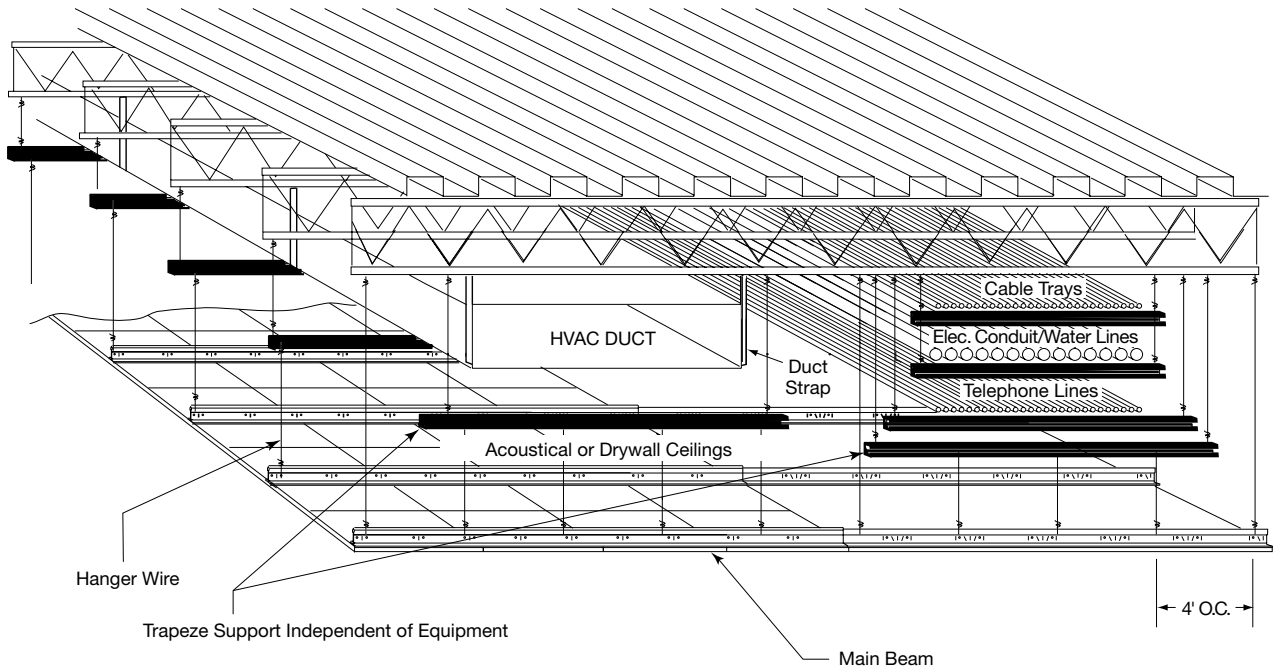 Cable Trays
HVAC DUCT
Elec. Conduit/Water Lines
Duct
Strap
Telephone Lines
Acoustical or Drywall Ceilings
Hanger Wire
4' O.C.
Trapeze Support Independent of Equipment
Main Beam